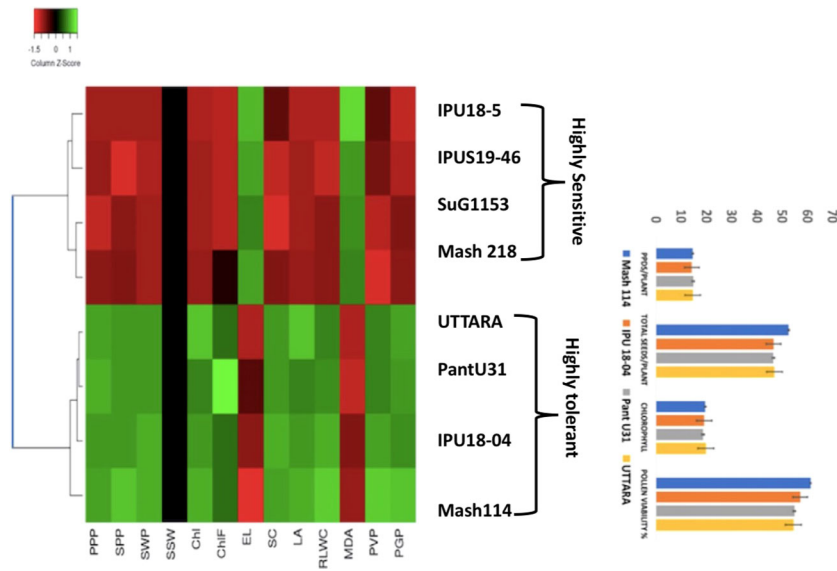 -1.5 0 1
Column Z-Score
IPU18-5
IPUS19-46
SuG1153
Mash 218
UTTARA
PantU31
IPU18-04
Mash114
Highly Sensitive
Highly tolerant
PPP
SPP
SWP
SSW
Chl
ChlF
EL
SC
LA
RLWC
MDA
PVP
PGP
0 10 20 30 40 50 60 70
PPDS/PLANT
TOTAL SEEDS/PLANT
CHLOROPHYLL
POLLEN VIABILITY %
Mash 114
IPU 18-04
Pant U31
UTTARA